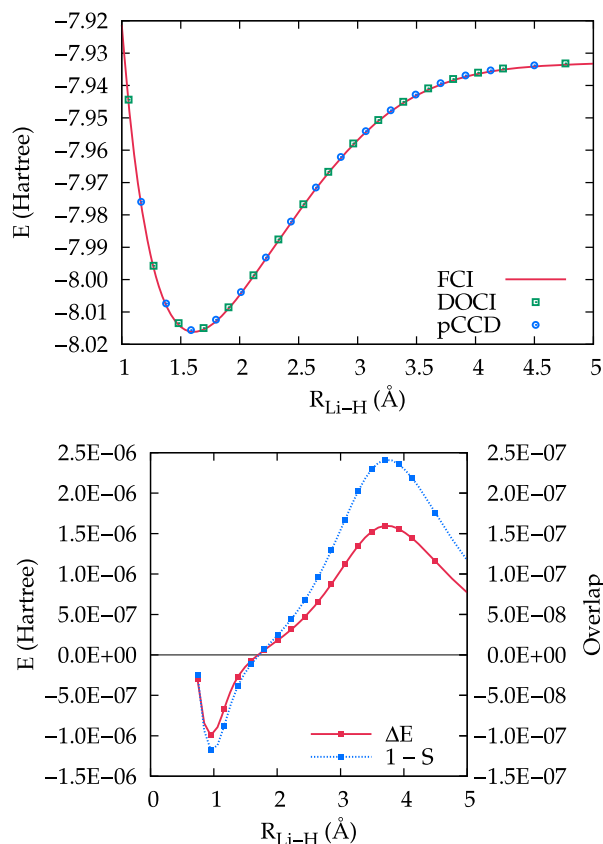 −7.92
−7.93
−7.94
−7.95
−7.96
−7.97
−7.98
−7.99
−8.00
−8.01
−8.02
E (Hartree)
FCI
DOCI
pCCD
1 1.5 2 2.5 3 3.5 4 4.5 5
R Li−H (Å)
2.5E−06 2.5E−07
2.0E−06 2.0E−07
1.5E−06 1.5E−07
1.0E−06 1.0E−07
5.0E−07 5.0E−08
0.0E+00 0.0E+00
−5.0E−07 −5.0E−08
−1.0E−06 −1.0E−07
−1.5E−06 −1.5E−07
E (Hartree)
Overlap
ΔE
1 − S
0 1 2 3 4 5
R Li−H (Å)